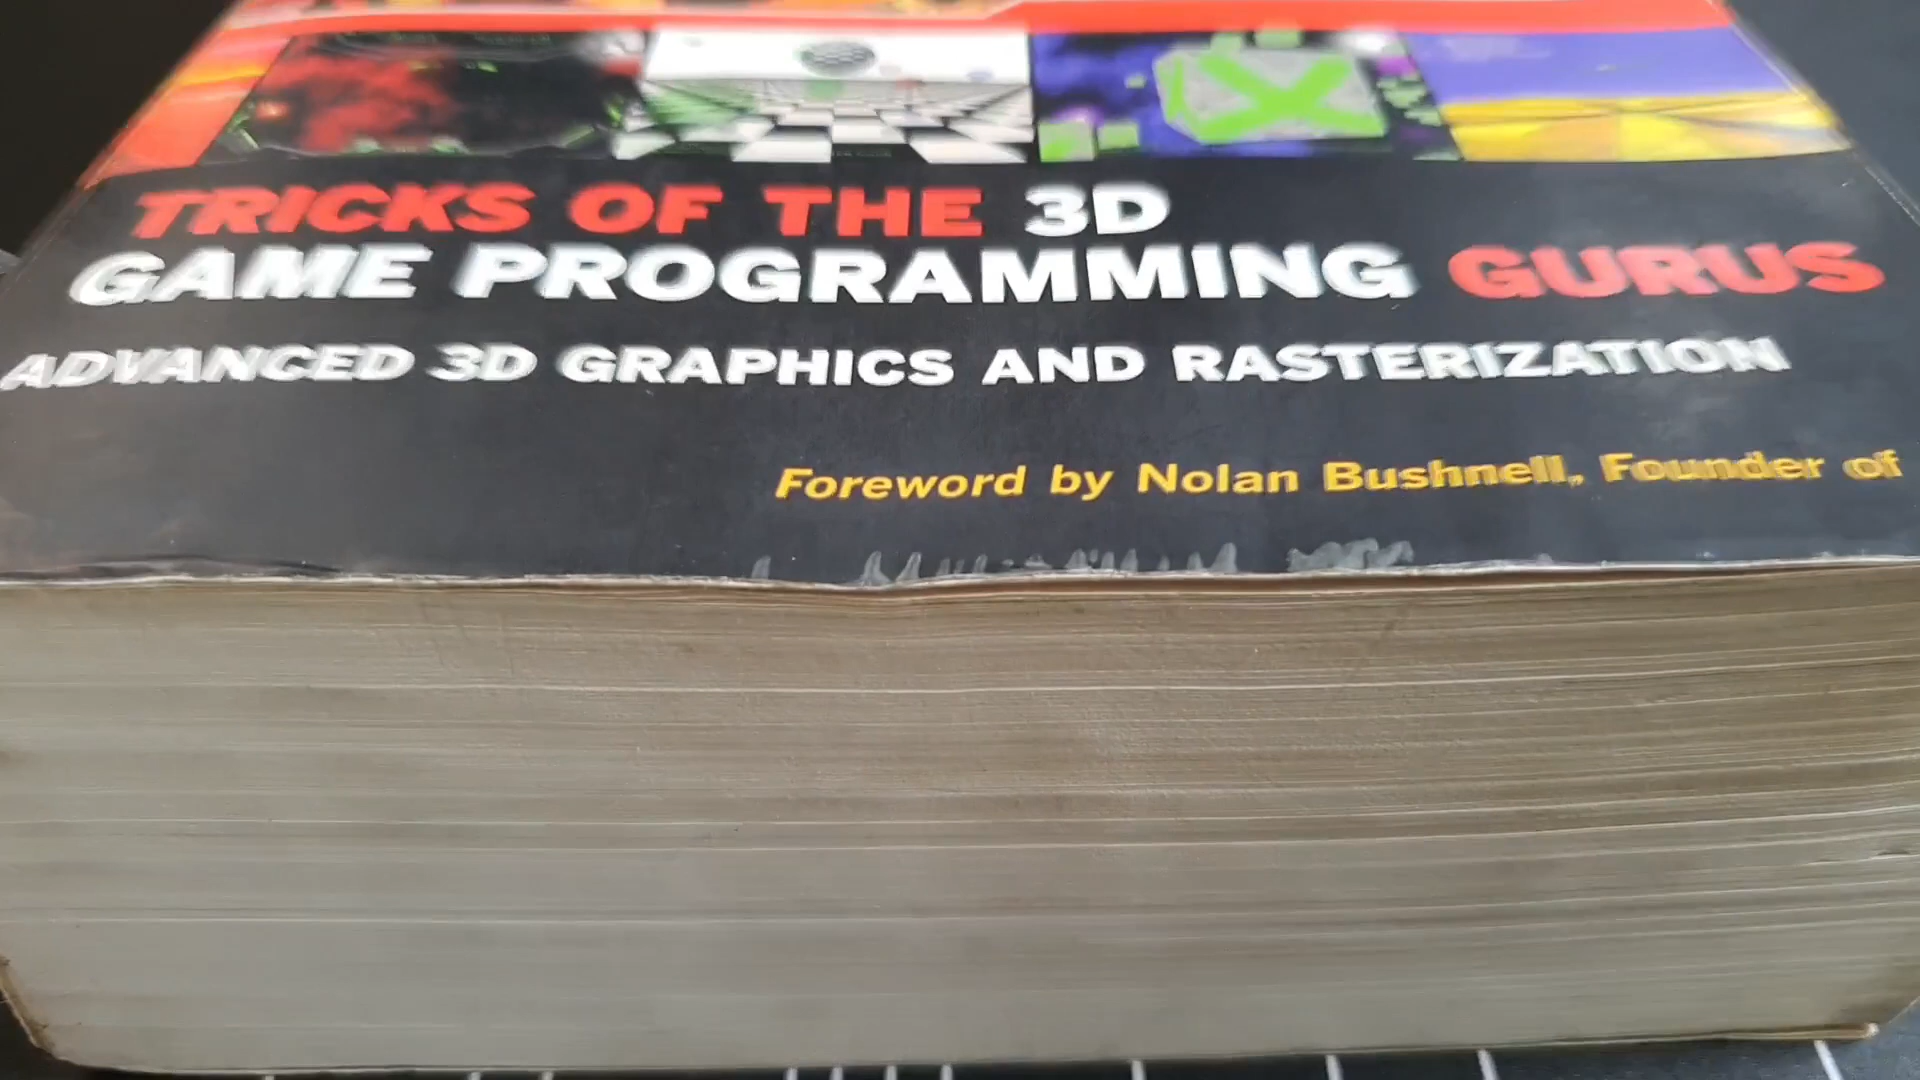 TRICKS OF THE 3D
GAME PROGRAMMING GURUS
ADVANCED 3D GRAPHICS AND RASTERIZATION
Foreword by Nolan Bushnell, Founder of